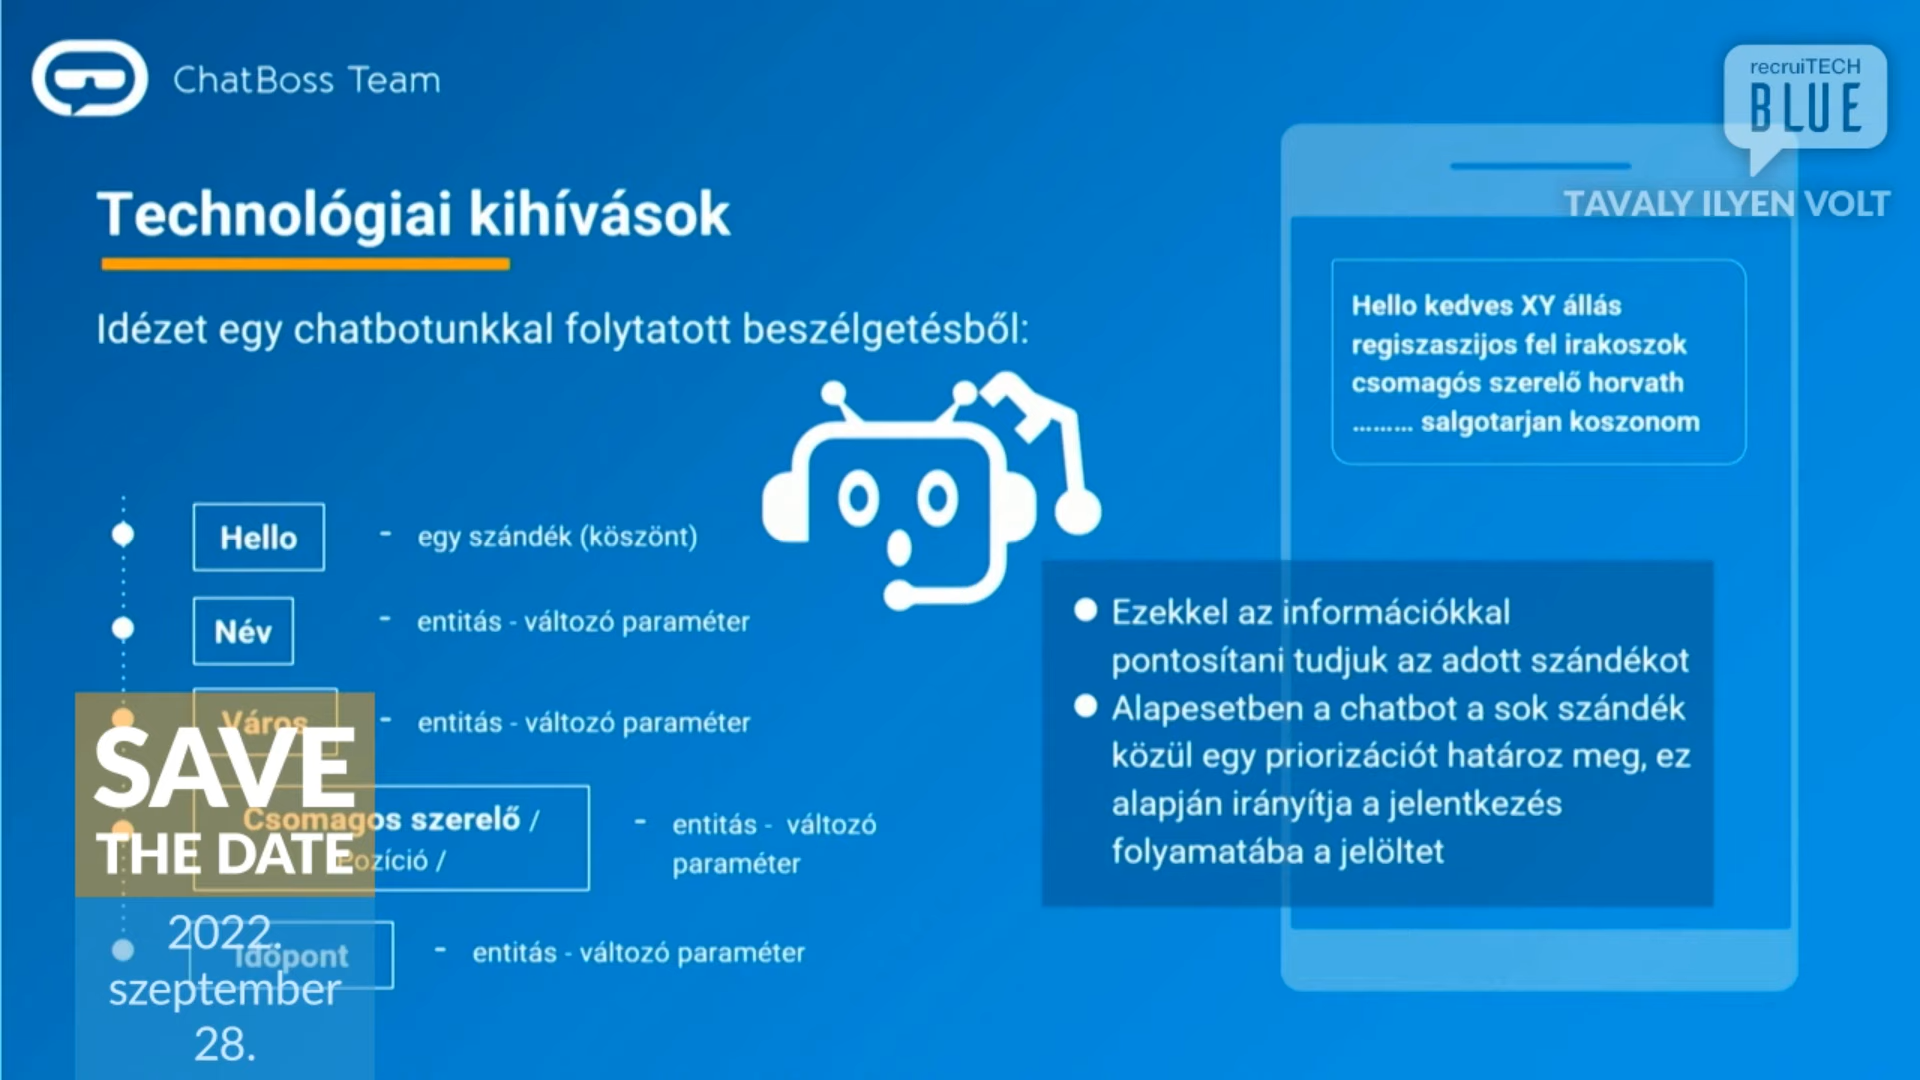 ChatBoss Team
recruiTECH
BLUE
TAVALY ILYEN VOLT
Technológiai kihívások
Idézet egy chatbotunkkal folytatott beszélgetésből:
Hello kedves XY állás
regiszaszijos fel irakoszok
csomagós szerelő horvath
......... salgotarjan koszonom
Hello - egy szándék (köszönt)
Név - entitás - változó paraméter
Város - entitás - változó paraméter
Csomagos szerelő /
Pozíció /
- entitás - változó
paraméter
Időpont - entitás - változó paraméter
Ezekkel az információkkal
pontosítani tudjuk az adott szándékot
Alapesetben a chatbot a sok szándék
közül egy priorizációt határoz meg, ez
alapján irányítja a jelentkezés
folyamatába a jelöltet
SAVE
THE DATE
2022.
szeptember
28.